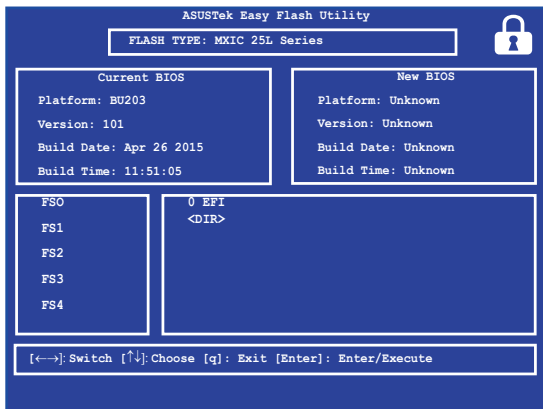 ASUSTek Easy Flash Utility
FLASH TYPE: MXIC 25L Series
Current BIOS
Platform: BU203
Version: 101
Build Date: Apr 26 2015
Build Time: 11:51:05
New BIOS
Platform: Unknown
Version: Unknown
Build Date: Unknown
Build Time: Unknown
FSO
FS1
FS2
FS3
FS4
0 EFI
<DIR>
[←→]: Switch [↑↓]: Choose [q]: Exit [Enter]: Enter/Execute